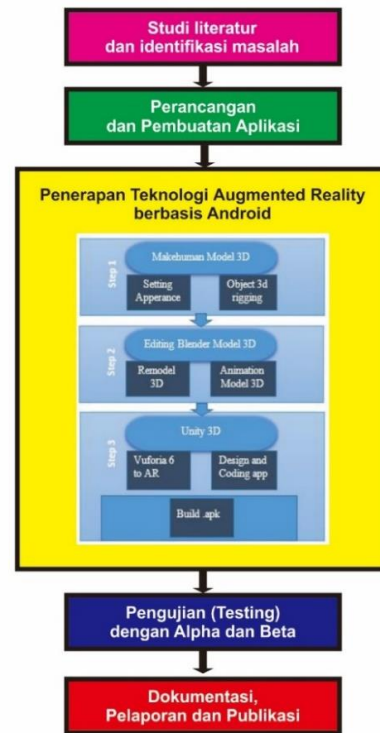 Studi literatur
dan identifikasi masalah
Perancangan
dan Pembuatan Aplikasi
Penerapan Teknologi Augmented Reality
berbasis Android
Step 1
Makehuman Model 3D
Setting
Apperance
Object 3d
rigging
Step 2
Editing Blender Model 3D
Remodel
3D
Animation
Model 3D
Step 3
Unity 3D
Vuforia 6
to AR
Design and
Coding app
Build .apk
Pengujian (Testing)
dengan Alpha dan Beta
Dokumentasi,
Pelaporan dan Publikasi